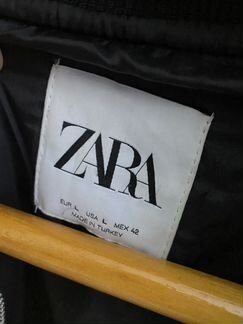 ZARA
EUR L USA L MEX 42
MADE IN TURKEY